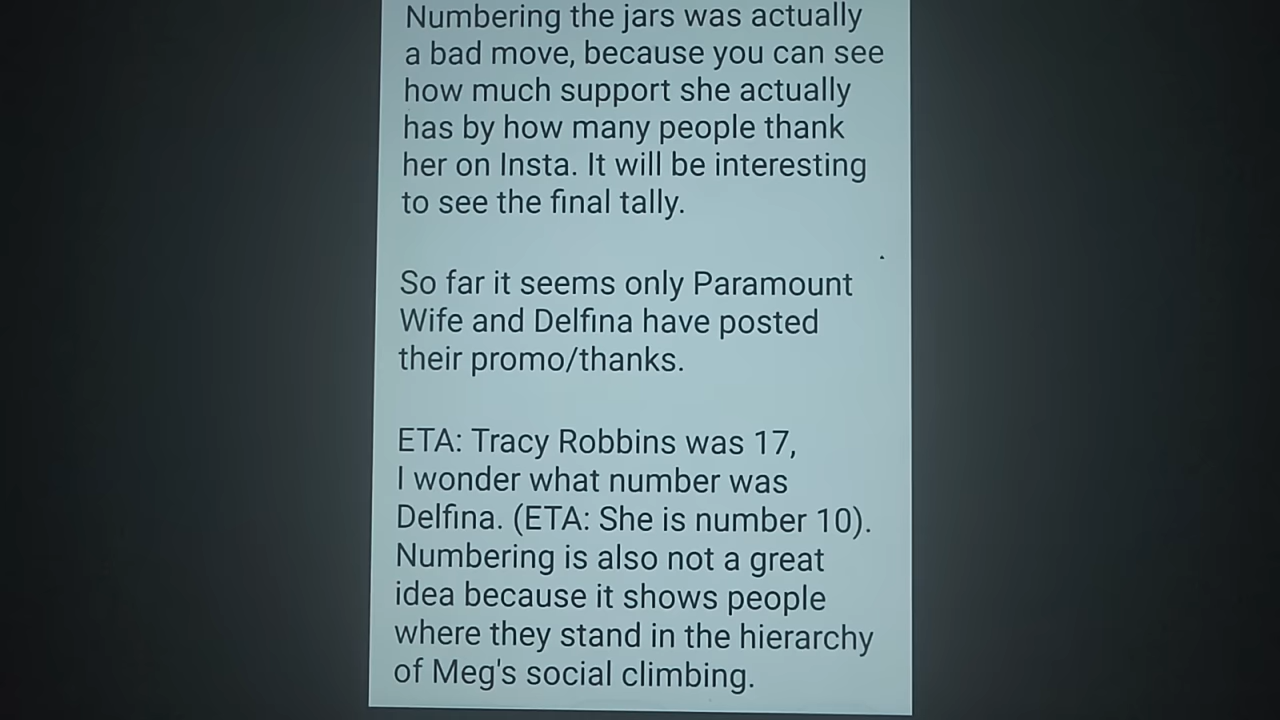 Numbering the jars was actually
a bad move, because you can see
how much support she actually
has by how many people thank
her on Insta. It will be interesting
to see the final tally.
So far it seems only Paramount
Wife and Delfina have posted
their promo/thanks.
ETA: Tracy Robbins was 17,
I wonder what number was
Delfina. (ETA: She is number 10).
Numbering is also not a great
idea because it shows people
where they stand in the hierarchy
of Meg's social climbing.